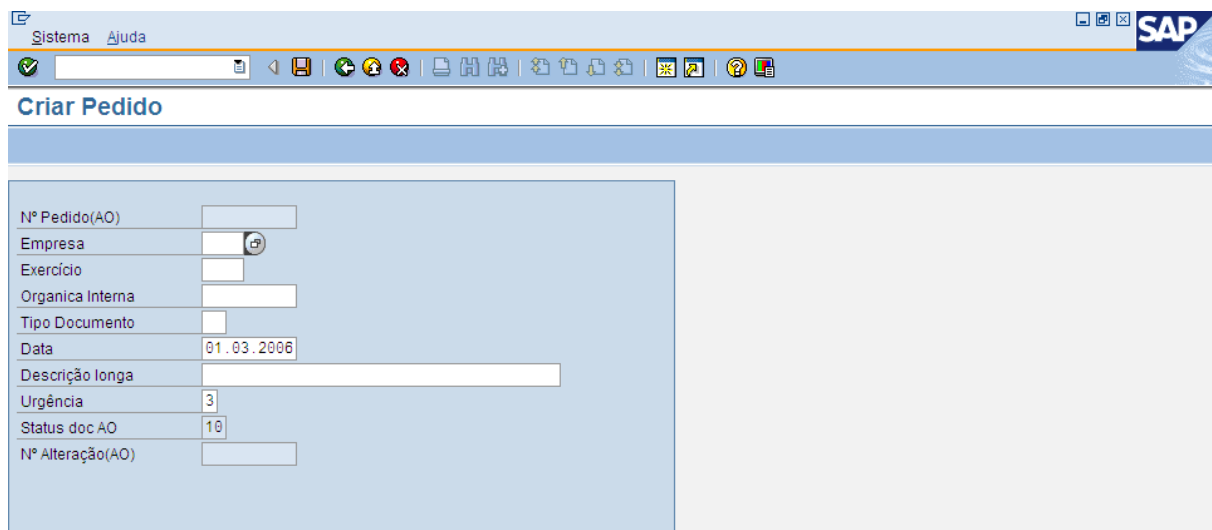 Sistema Ajuda
SAP
Criar Pedido
Nº Pedido(AO)
Empresa
Exercício
Organica Interna
Tipo Documento
Data 01.03.2006
Descrição longa
Urgência 3
Status doc AO 10
Nº Alteração(AO)